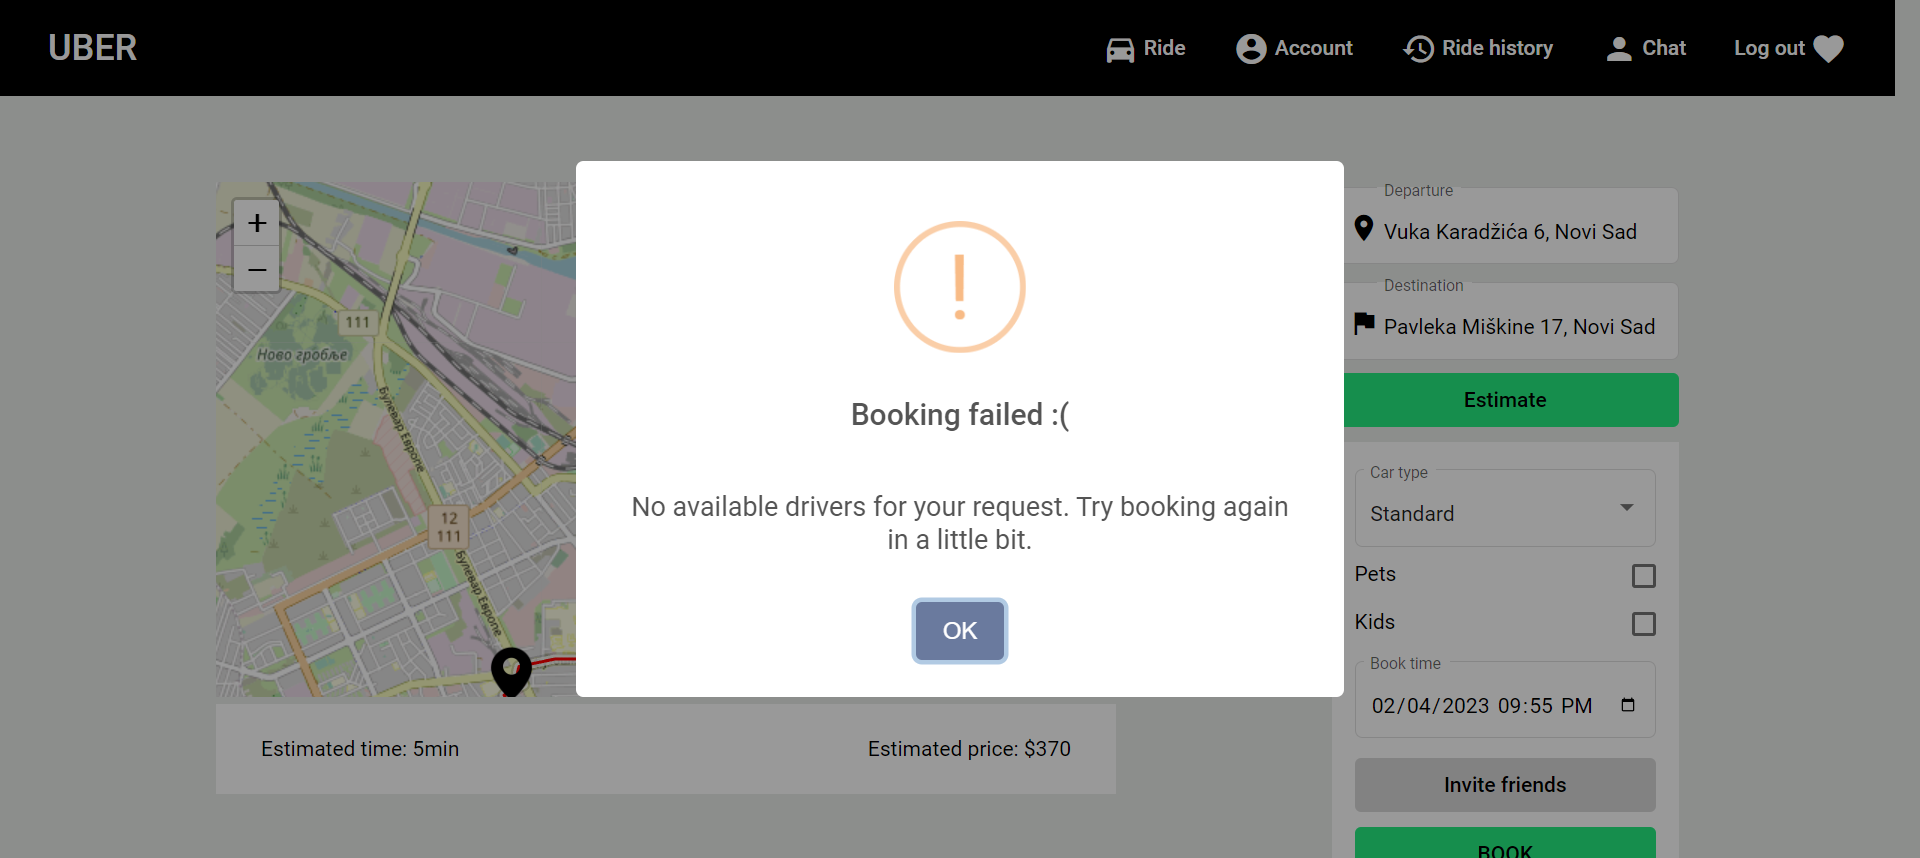 UBER
Ride
Account
Ride history
Chat
Log out
+
−
111
Ново гробље
Булевар Европе
12
111
Булевар Европе
Booking failed :(
No available drivers for your request. Try booking again
in a little bit.
OK
Estimated time: 5min
Estimated price: $370
Departure
Vuka Karadžića 6, Novi Sad
Destination
Pavleka Miškine 17, Novi Sad
Estimate
Car type
Standard
Pets
Kids
Book time
02/04/2023 09:55 PM
Invite friends
BOOK